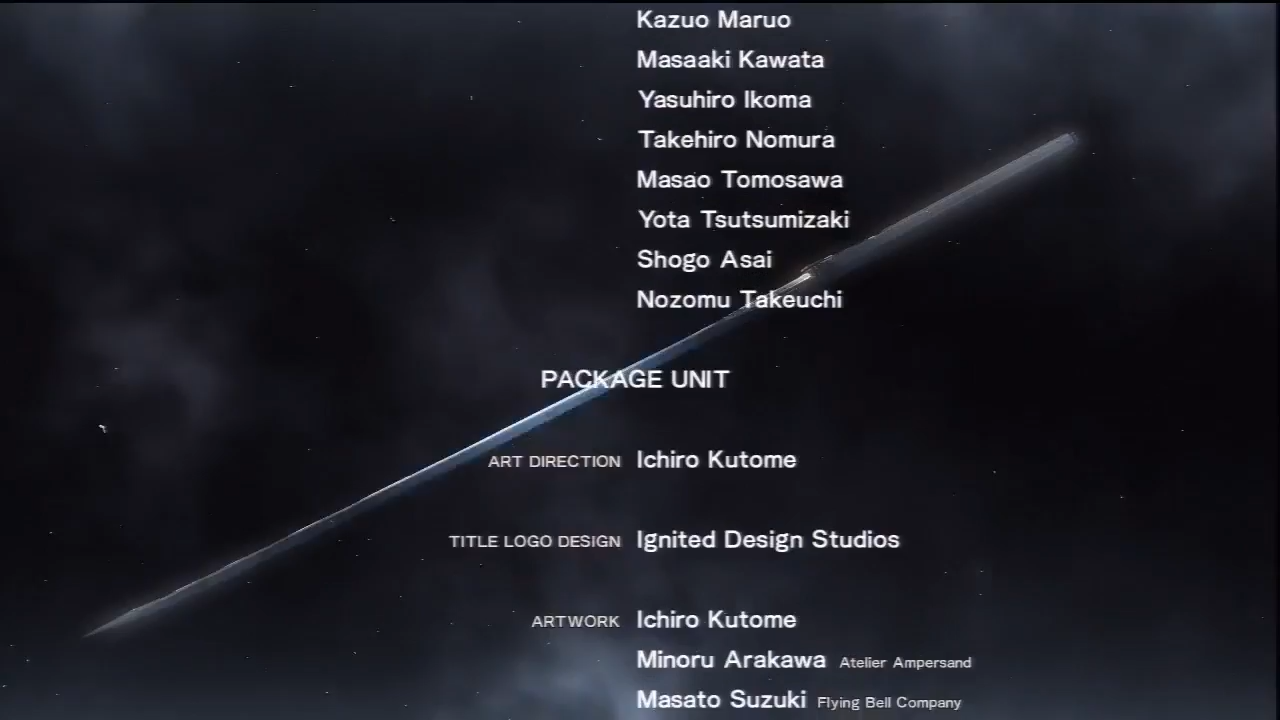 Kazuo Maruo
Masaaki Kawata
Yasuhiro Ikoma
Takehiro Nomura
Masao Tomosawa
Yota Tsutsumizaki
Shogo Asai
Nozomu Takeuchi
PACKAGE UNIT
ART DIRECTION Ichiro Kutome
TITLE LOGO DESIGN Ignited Design Studios
ARTWORK Ichiro Kutome
Minoru Arakawa Atelier Ampersand
Masato Suzuki Flying Bell Company